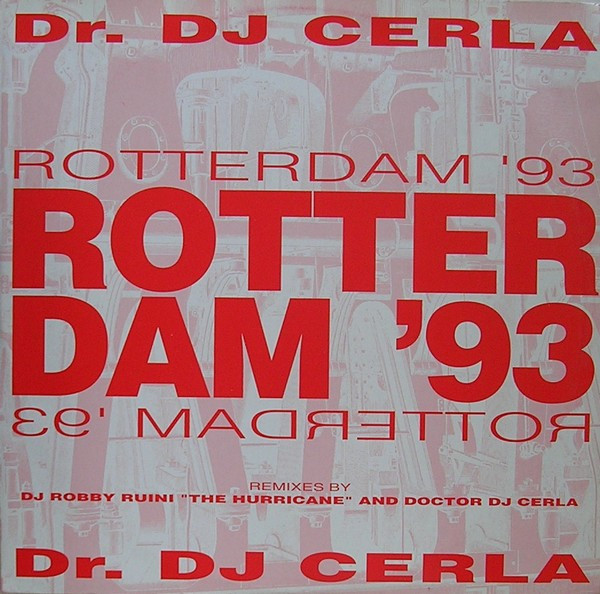 Dr. DJ CERLA
ROTTERDAM '93
ROTTER
DAM '93
ROTTERDAM '93
REMIXES BY
DJ ROBBY RUINI "THE HURRICANE" AND DOCTOR DJ CERLA
Dr. DJ CERLA